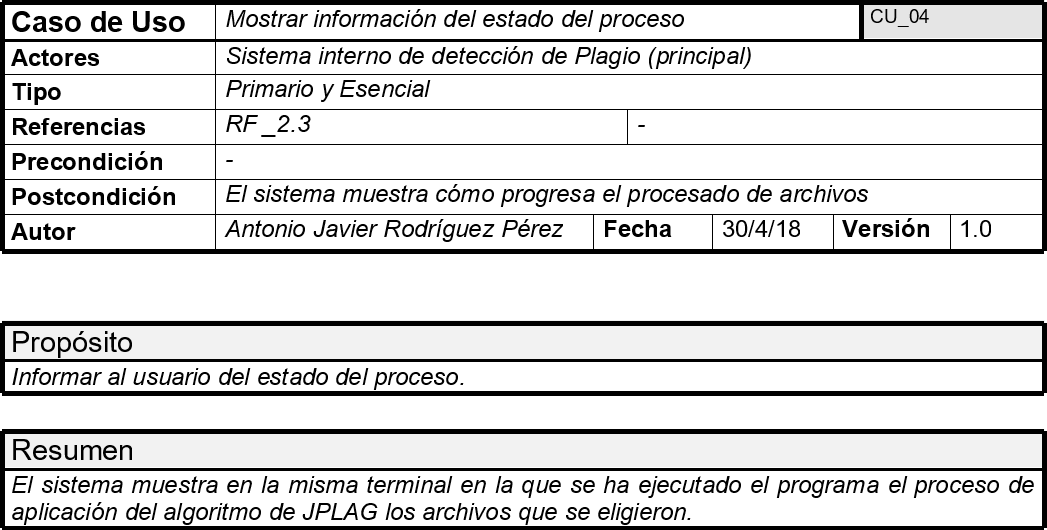 Caso de Uso Mostrar información del estado del proceso CU_04
Actores Sistema interno de detección de Plagio (principal)
Tipo Primario y Esencial
Referencias RF_2.3 -
Precondición -
Postcondición El sistema muestra cómo progresa el procesado de archivos
Autor Antonio Javier Rodríguez Pérez Fecha 30/4/18 Versión 1.0
Propósito
Informar al usuario del estado del proceso.
Resumen
El sistema muestra en la misma terminal en la que se ha ejecutado el programa el proceso de
aplicación del algoritmo de JPLAG los archivos que se eligieron.